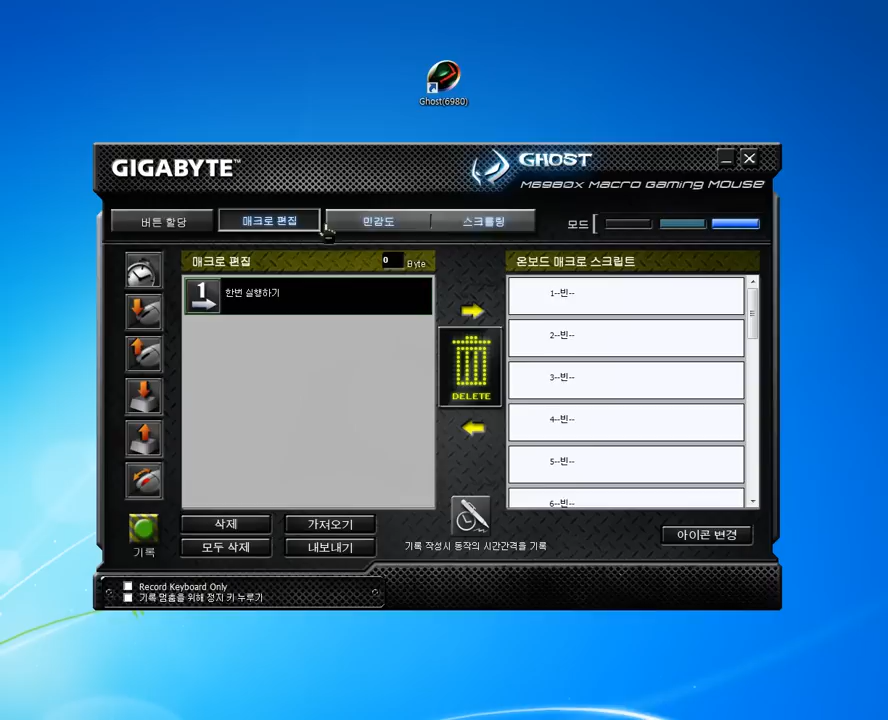 Ghost(6980)
GIGABYTE™
GHOST
M6980X MACRO GAMING MOUSE
버튼 할당
매크로 편집
민감도
스크롤링
모드
매크로 편집
0
Byte
온보드 매크로 스크립트
1
한번 실행하기
1--빈--
2--빈--
3--빈--
4--빈--
5--빈--
6--빈--
DELETE
기록
삭제
가져오기
모두 삭제
내보내기
기록 작성시 동작의 시간간격을 기록
아이콘 변경
Record Keyboard Only
기록 멈춤을 위해 정지 키 누루기